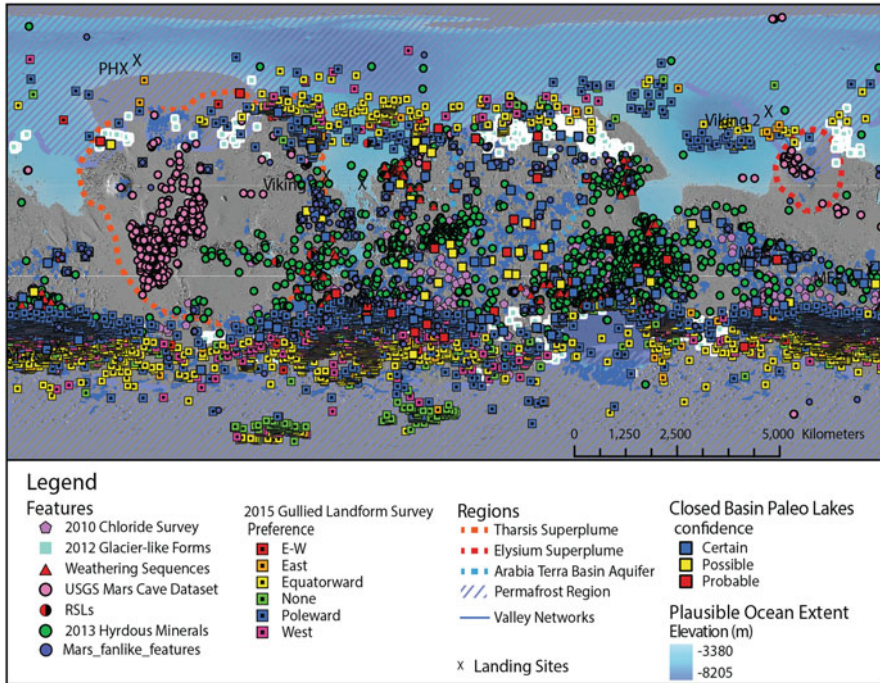 PHX X
Viking 2 X
Viking X
X
0 1,250 2,500 5,000 Kilometers
Legend
Features
2010 Chloride Survey
2012 Glacier-like Forms
Weathering Sequences
USGS Mars Cave Dataset
RSLs
2013 Hyrdous Minerals
Mars_fanlike_features
2015 Gullied Landform Survey
Preference
E-W
East
Equatorward
None
Poleward
West
Regions
Tharsis Superplume
Elysium Superplume
Arabia Terra Basin Aquifer
Permafrost Region
Valley Networks
X Landing Sites
Closed Basin Paleo Lakes
confidence
Certain
Possible
Probable
Plausible Ocean Extent
Elevation (m)
-3380
-8205